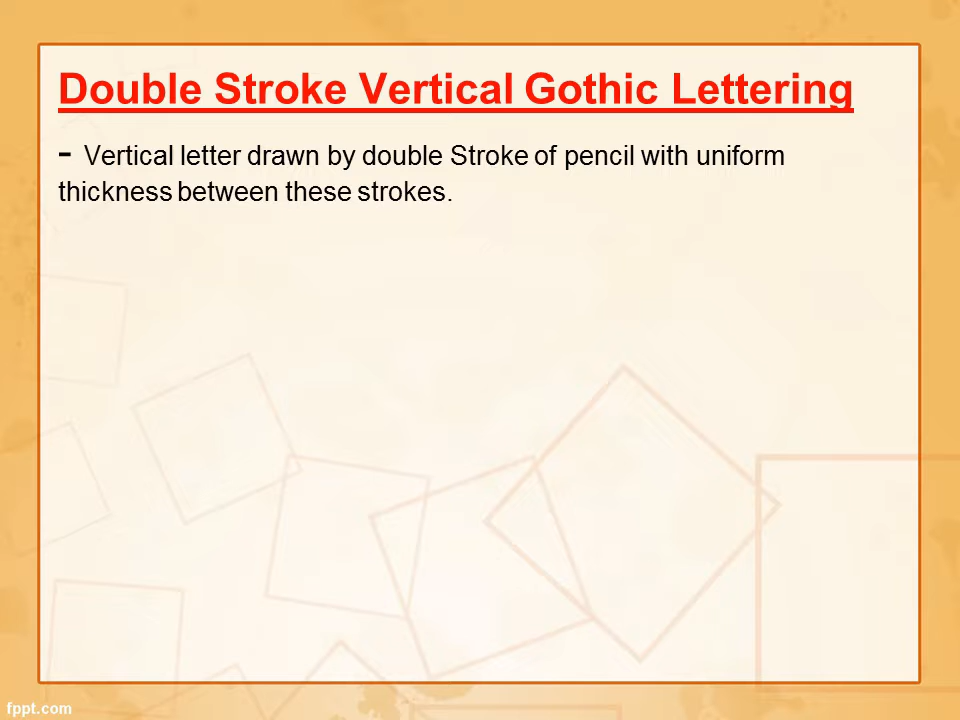 Double Stroke Vertical Gothic Lettering
- Vertical letter drawn by double Stroke of pencil with uniform
thickness between these strokes.
fppt.com